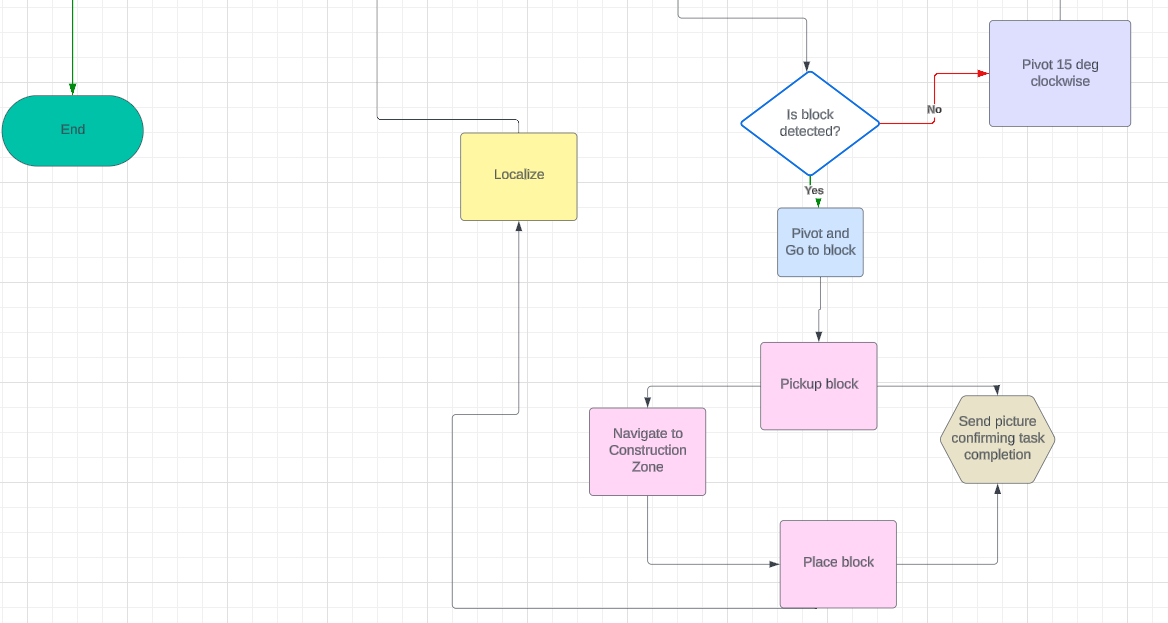 Pivot 15 deg
clockwise
Is block
detected?
No
End
Localize
Yes
Pivot and
Go to block
Pickup block
Send picture
confirming task
completion
Navigate to
Construction
Zone
Place block